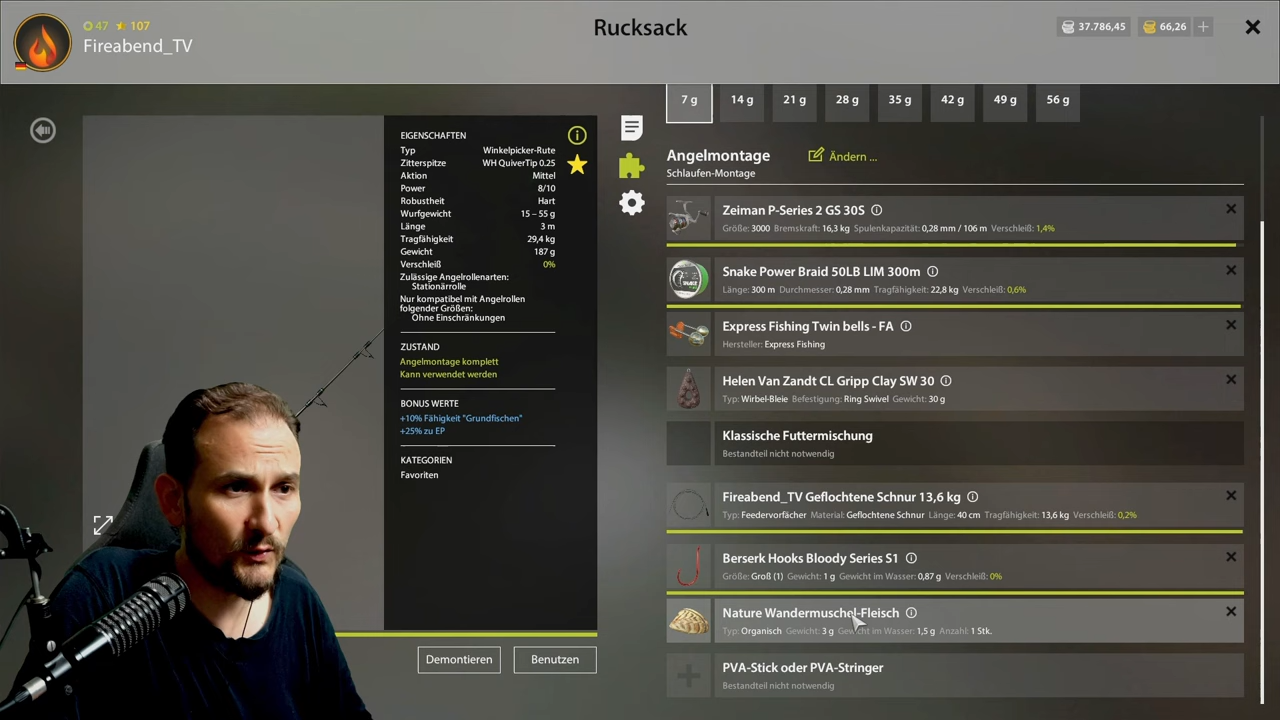 47 107
Fireabend_TV
Rucksack
37.786,45
66,26
7 g
14 g
21 g
28 g
35 g
42 g
49 g
56 g
EIGENSCHAFTEN
Typ Winkelpicker-Rute
Zitterspitze WH QuiverTip 0.25
Aktion Mittel
Power 8/10
Robustheit Hart
Wurfgewicht 15 – 55 g
Länge 3 m
Tragfähigkeit 29,4 kg
Gewicht 187 g
Verschleiß 0%
Zulässige Angelrollenarten:
Stationärrolle
Nur kompatibel mit Angelrollen
folgender Größen:
Ohne Einschränkungen
ZUSTAND
Angelmontage komplett
Kann verwendet werden
BONUS WERTE
+10% Fähigkeit "Grundfischen"
+25% zu EP
KATEGORIEN
Favoriten
Demontieren
Benutzen
Angelmontage
Ändern ...
Schlaufen-Montage
Zeiman P-Series 2 GS 30S
Größe: 3000 Bremskraft: 16,3 kg Spulenkapazität: 0,28 mm / 106 m Verschleiß: 1,4%
Snake Power Braid 50LB LIM 300m
Länge: 300 m Durchmesser: 0,28 mm Tragfähigkeit: 22,8 kg Verschleiß: 0,6%
Express Fishing Twin bells - FA
Hersteller: Express Fishing
Helen Van Zandt CL Gripp Clay SW 30
Typ: Wirbel-Bleie Befestigung: Ring Swivel Gewicht: 30 g
Klassische Futtermischung
Bestandteil nicht notwendig
Fireabend_TV Geflochtene Schnur 13,6 kg
Typ: Feedervorfächer Material: Geflochtene Schnur Länge: 40 cm Tragfähigkeit: 13,6 kg Verschleiß: 0,2%
Berserk Hooks Bloody Series S1
Größe: Groß (1) Gewicht: 1 g Gewicht im Wasser: 0,87 g Verschleiß: 0%
Nature Wandermuschel-Fleisch
Typ: Organisch Gewicht: 3 g Gewicht im Wasser: 1,5 g Anzahl: 1 Stk.
PVA-Stick oder PVA-Stringer
Bestandteil nicht notwendig